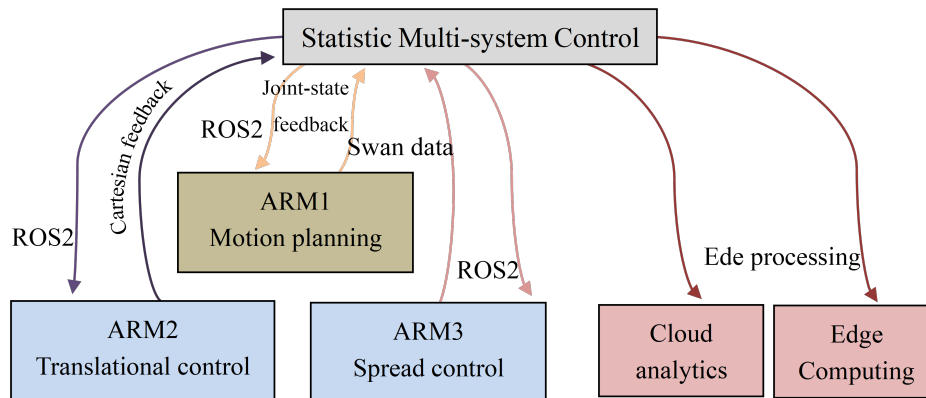 Statistic Multi-system Control
Cartesian feedback
Joint-state
feedback
ROS2
Swan data
ARM1
Motion planning
ROS2
ROS2
Ede processing
ARM2
Translational control
ARM3
Spread control
Cloud
analytics
Edge
Computing